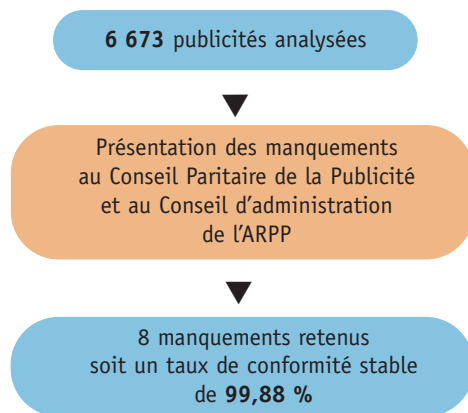 6 673 publicités analysées
Présentation des manquements
au Conseil Paritaire de la Publicité
et au Conseil d'administration
de l'ARPP
8 manquements retenus
soit un taux de conformité stable
de 99,88 %